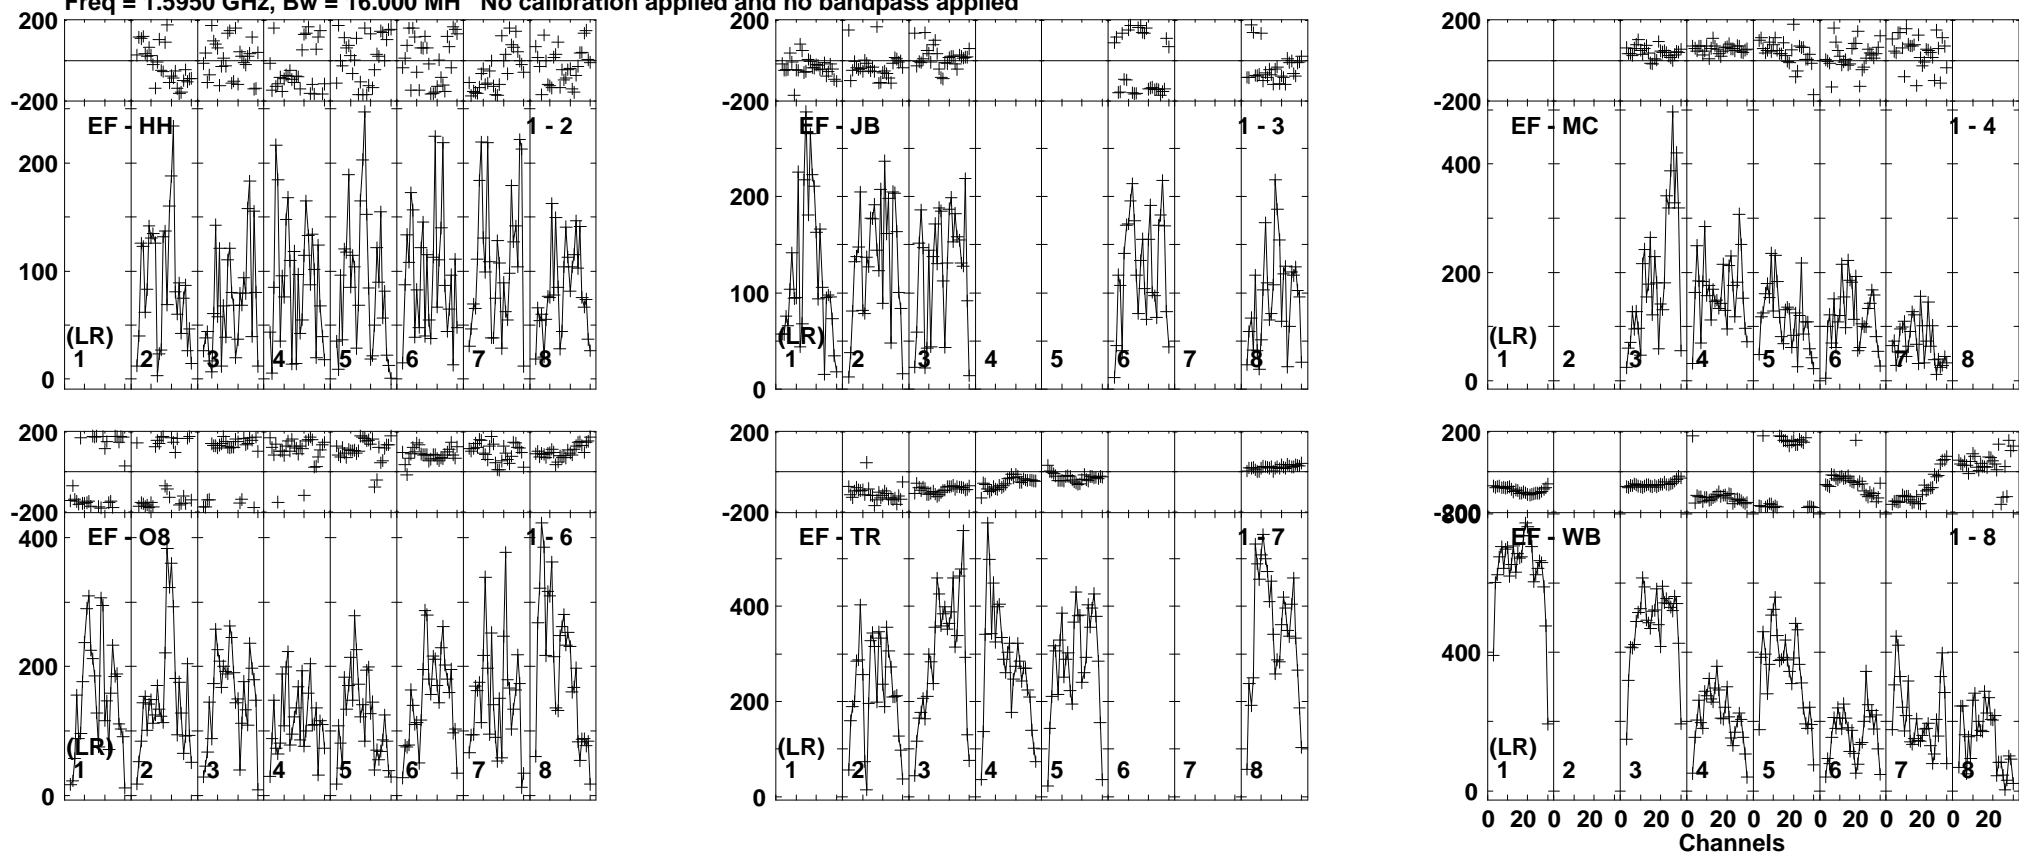 Freq = 1.5950 GHz, Bw = 16.000 MH No calibration applied and no bandpass applied
200
-200
EF - HH 1 - 2
200
100
(LR)
1 2 3 4 5 6 7 8
0
200
-200
EF - JB 1 - 3
200
100
(LR)
1 2 3 4 5 6 7 8
0
200
-200
EF - MC 1 - 4
400
200
(LR)
1 2 3 4 5 6 7 8
0
200
-200
EF - O8 1 - 6
400
200
(LR)
1 2 3 4 5 6 7 8
0
200
-200
EF - TR 1 - 7
400
200
(LR)
1 2 3 4 5 6 7 8
0
200
-200
800
EF - WB 1 - 8
400
(LR)
1 2 3 4 5 6 7 8
0
0 20 0 20 0 20 0 20 0 20 0 20 0 20 0 20
Channels